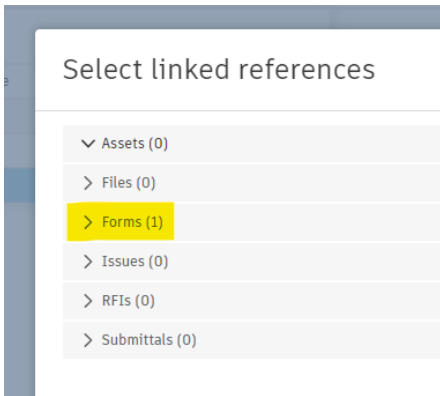 Select linked references
Assets (0)
Files (0)
Forms (1)
Issues (0)
RFIs (0)
Submittals (0)